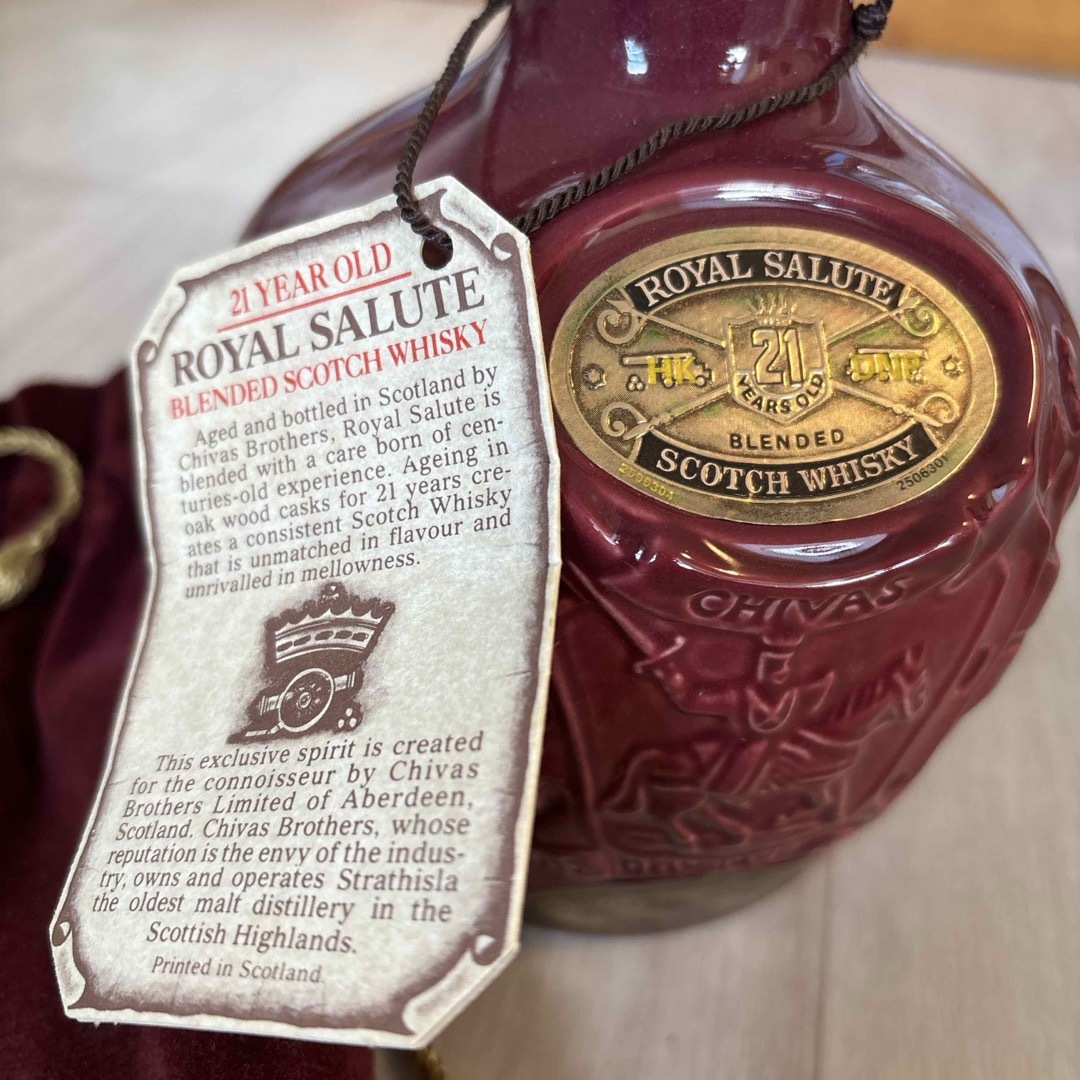 21 YEAR OLD
ROYAL SALUTE
BLENDED SCOTCH WHISKY
Aged and bottled in Scotland by
Chivas Brothers, Royal Salute is
blended with a care born of cen-
turies-old experience. Ageing in
oak wood casks for 21 years cre-
ates a consistent Scotch Whisky
that is unmatched in flavour and
unrivalled in mellowness.
This exclusive spirit is created
for the connoisseur by Chivas
Brothers Limited of Aberdeen,
Scotland. Chivas Brothers, whose
reputation is the envy of the indus-
try, owns and operates Strathisla
the oldest malt distillery in the
Scottish Highlands.
Printed in Scotland.
ROYAL SALUTE
HK
21
YEARS OLD
BLENDED
SCOTCH WHISKY
2506301
CHIVAS